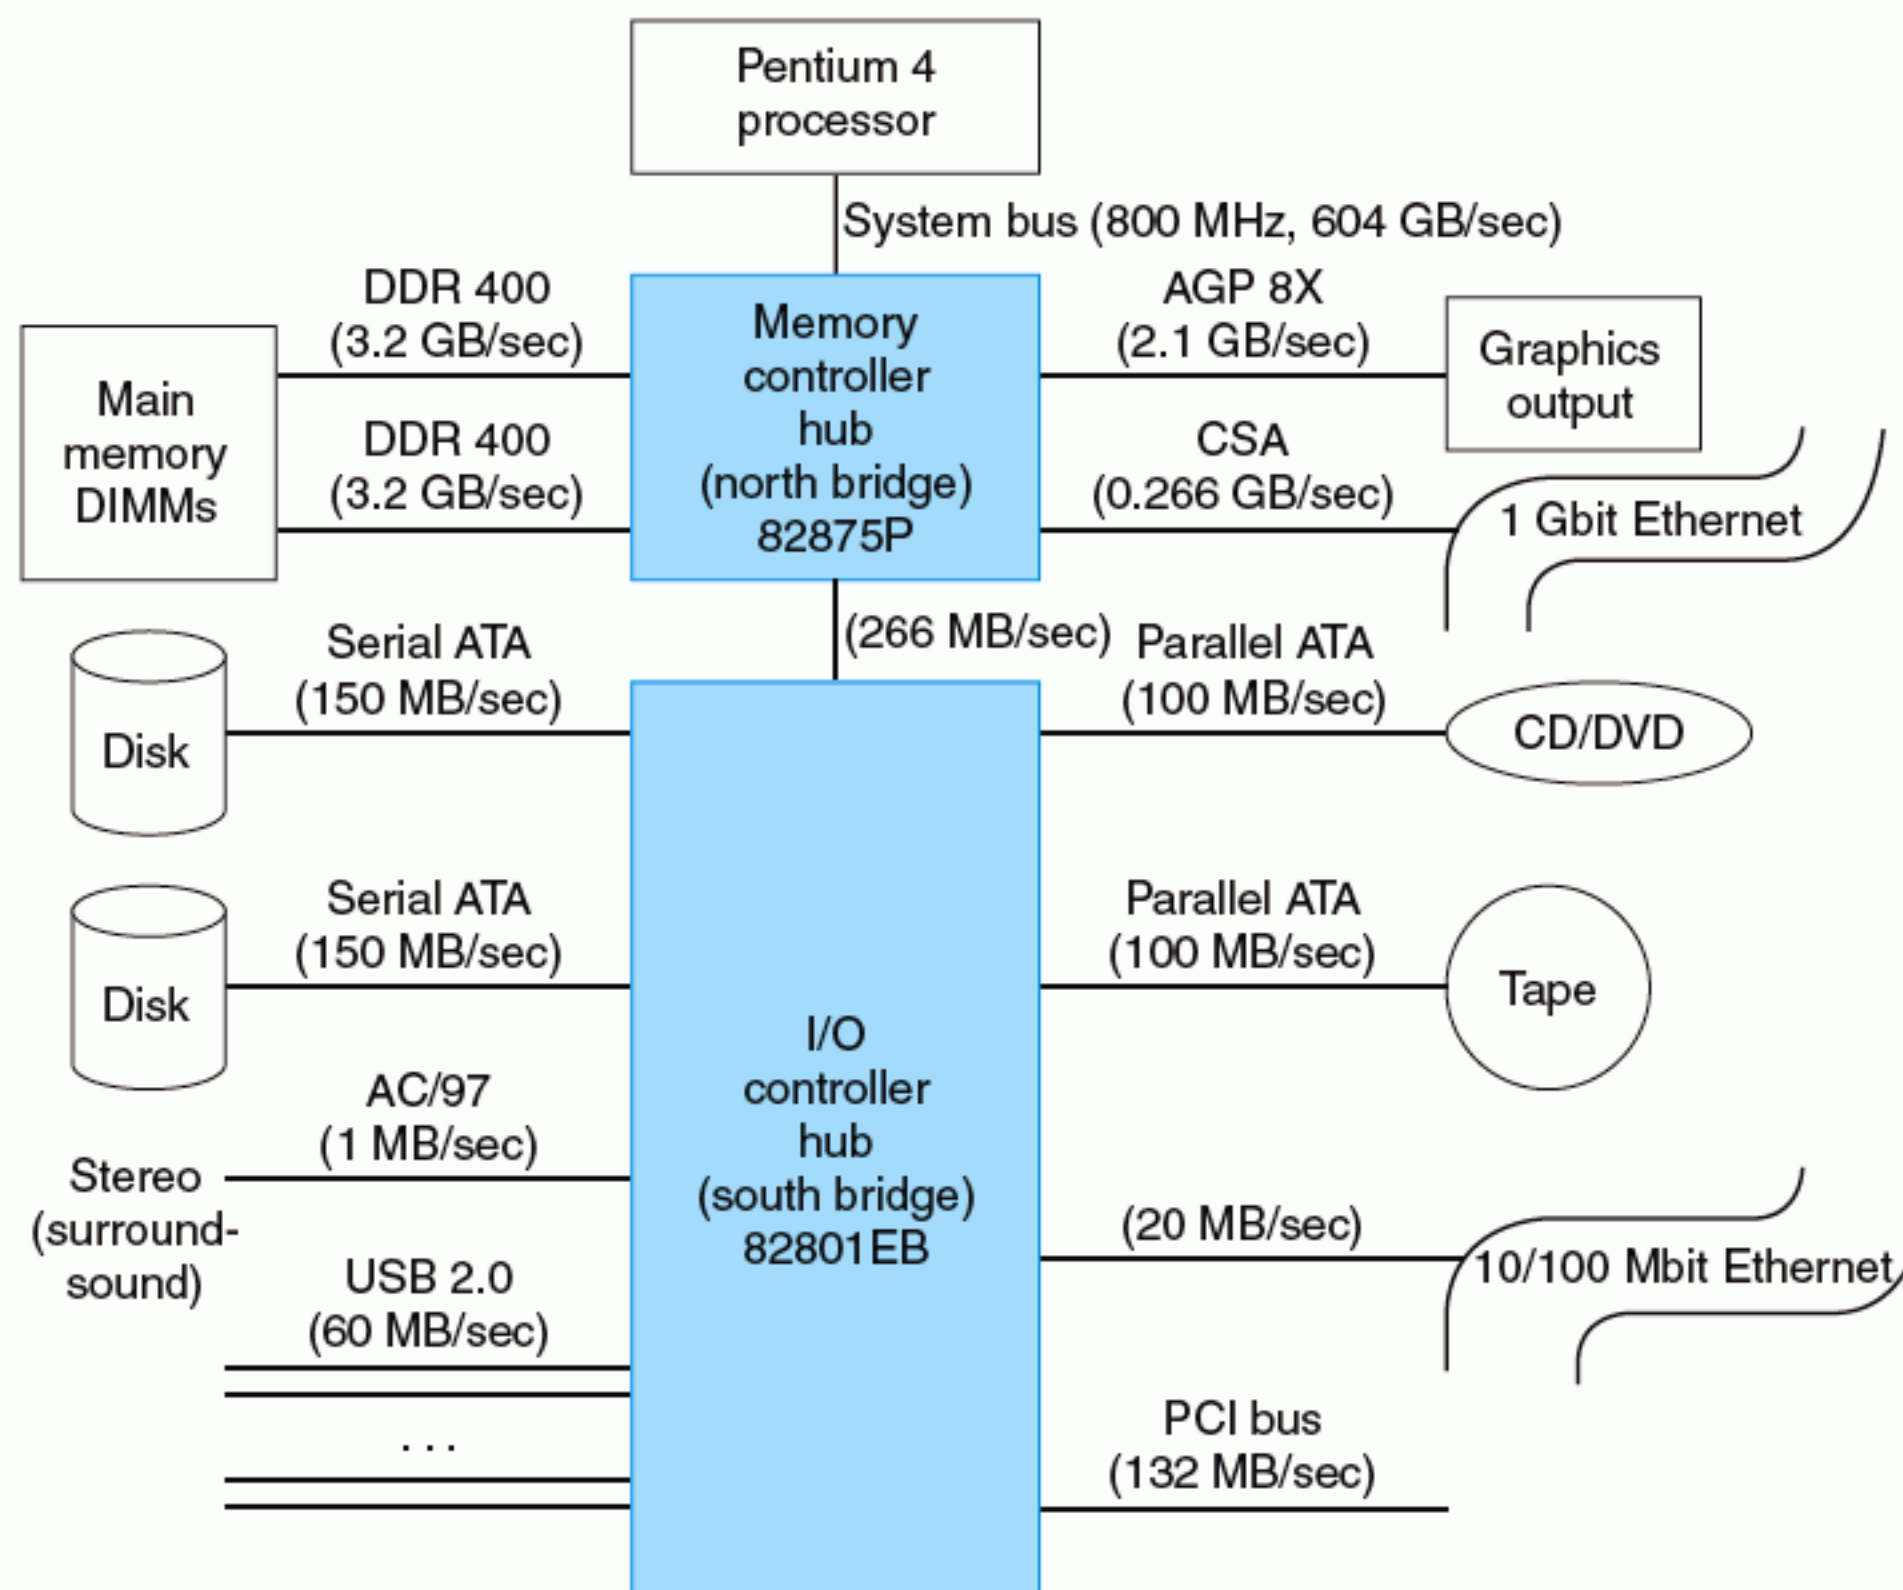 Pentium 4
processor
System bus (800 MHz, 604 GB/sec)
DDR 400
(3.2 GB/sec)
Memory
controller
hub
(north bridge)
82875P
AGP 8X
(2.1 GB/sec)
Graphics
output
Main
memory
DIMMs
DDR 400
(3.2 GB/sec)
CSA
(0.266 GB/sec)
1 Gbit Ethernet
(266 MB/sec)
Serial ATA
(150 MB/sec)
Disk
Parallel ATA
(100 MB/sec)
CD/DVD
Serial ATA
(150 MB/sec)
Disk
Parallel ATA
(100 MB/sec)
Tape
I/O
controller
hub
(south bridge)
82801EB
AC/97
(1 MB/sec)
Stereo
(surround-
sound)
(20 MB/sec)
10/100 Mbit Ethernet
USB 2.0
(60 MB/sec)
. . .
PCI bus
(132 MB/sec)